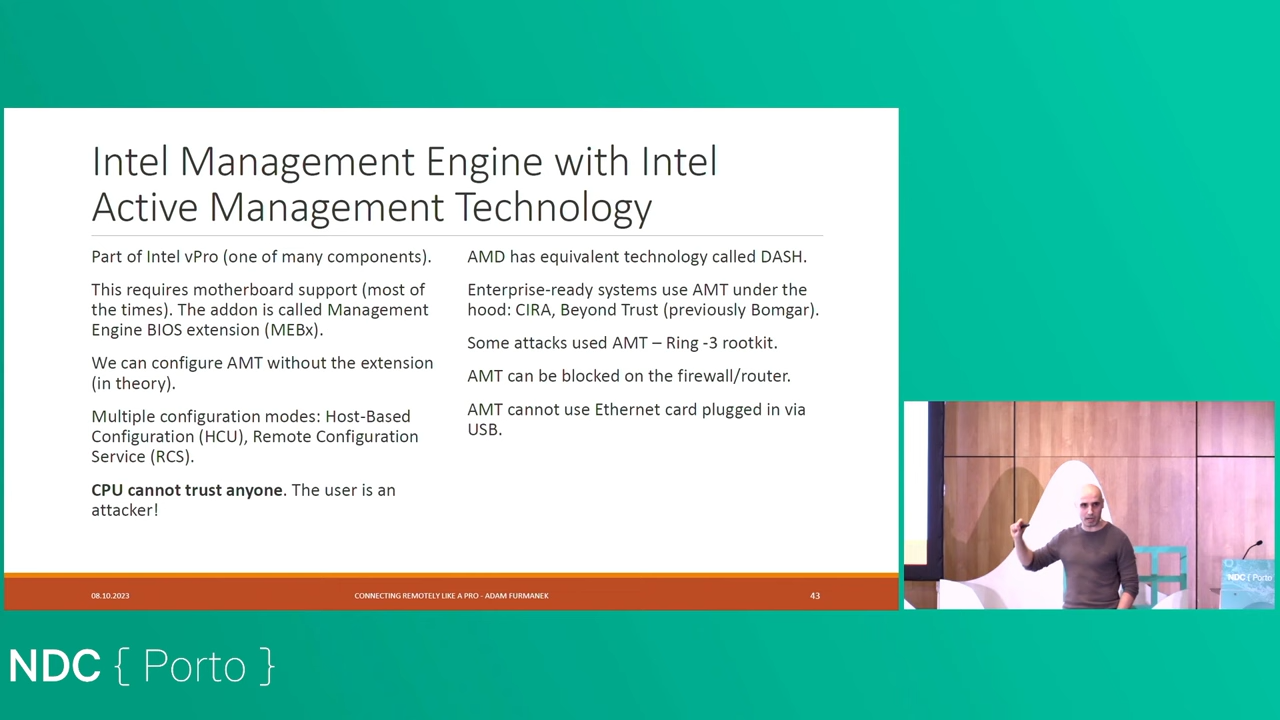 Intel Management Engine with Intel
Active Management Technology
Part of Intel vPro (one of many components).
This requires motherboard support (most of
the times). The addon is called Management
Engine BIOS extension (MEBx).
We can configure AMT without the extension
(in theory).
Multiple configuration modes: Host-Based
Configuration (HCU), Remote Configuration
Service (RCS).
CPU cannot trust anyone. The user is an
attacker!
AMD has equivalent technology called DASH.
Enterprise-ready systems use AMT under the
hood: CIRA, Beyond Trust (previously Bomgar).
Some attacks used AMT – Ring -3 rootkit.
AMT can be blocked on the firewall/router.
AMT cannot use Ethernet card plugged in via
USB.
08.10.2023
CONNECTING REMOTELY LIKE A PRO - ADAM FURMANEK
43
NDC { Porto
NDC { Porto }